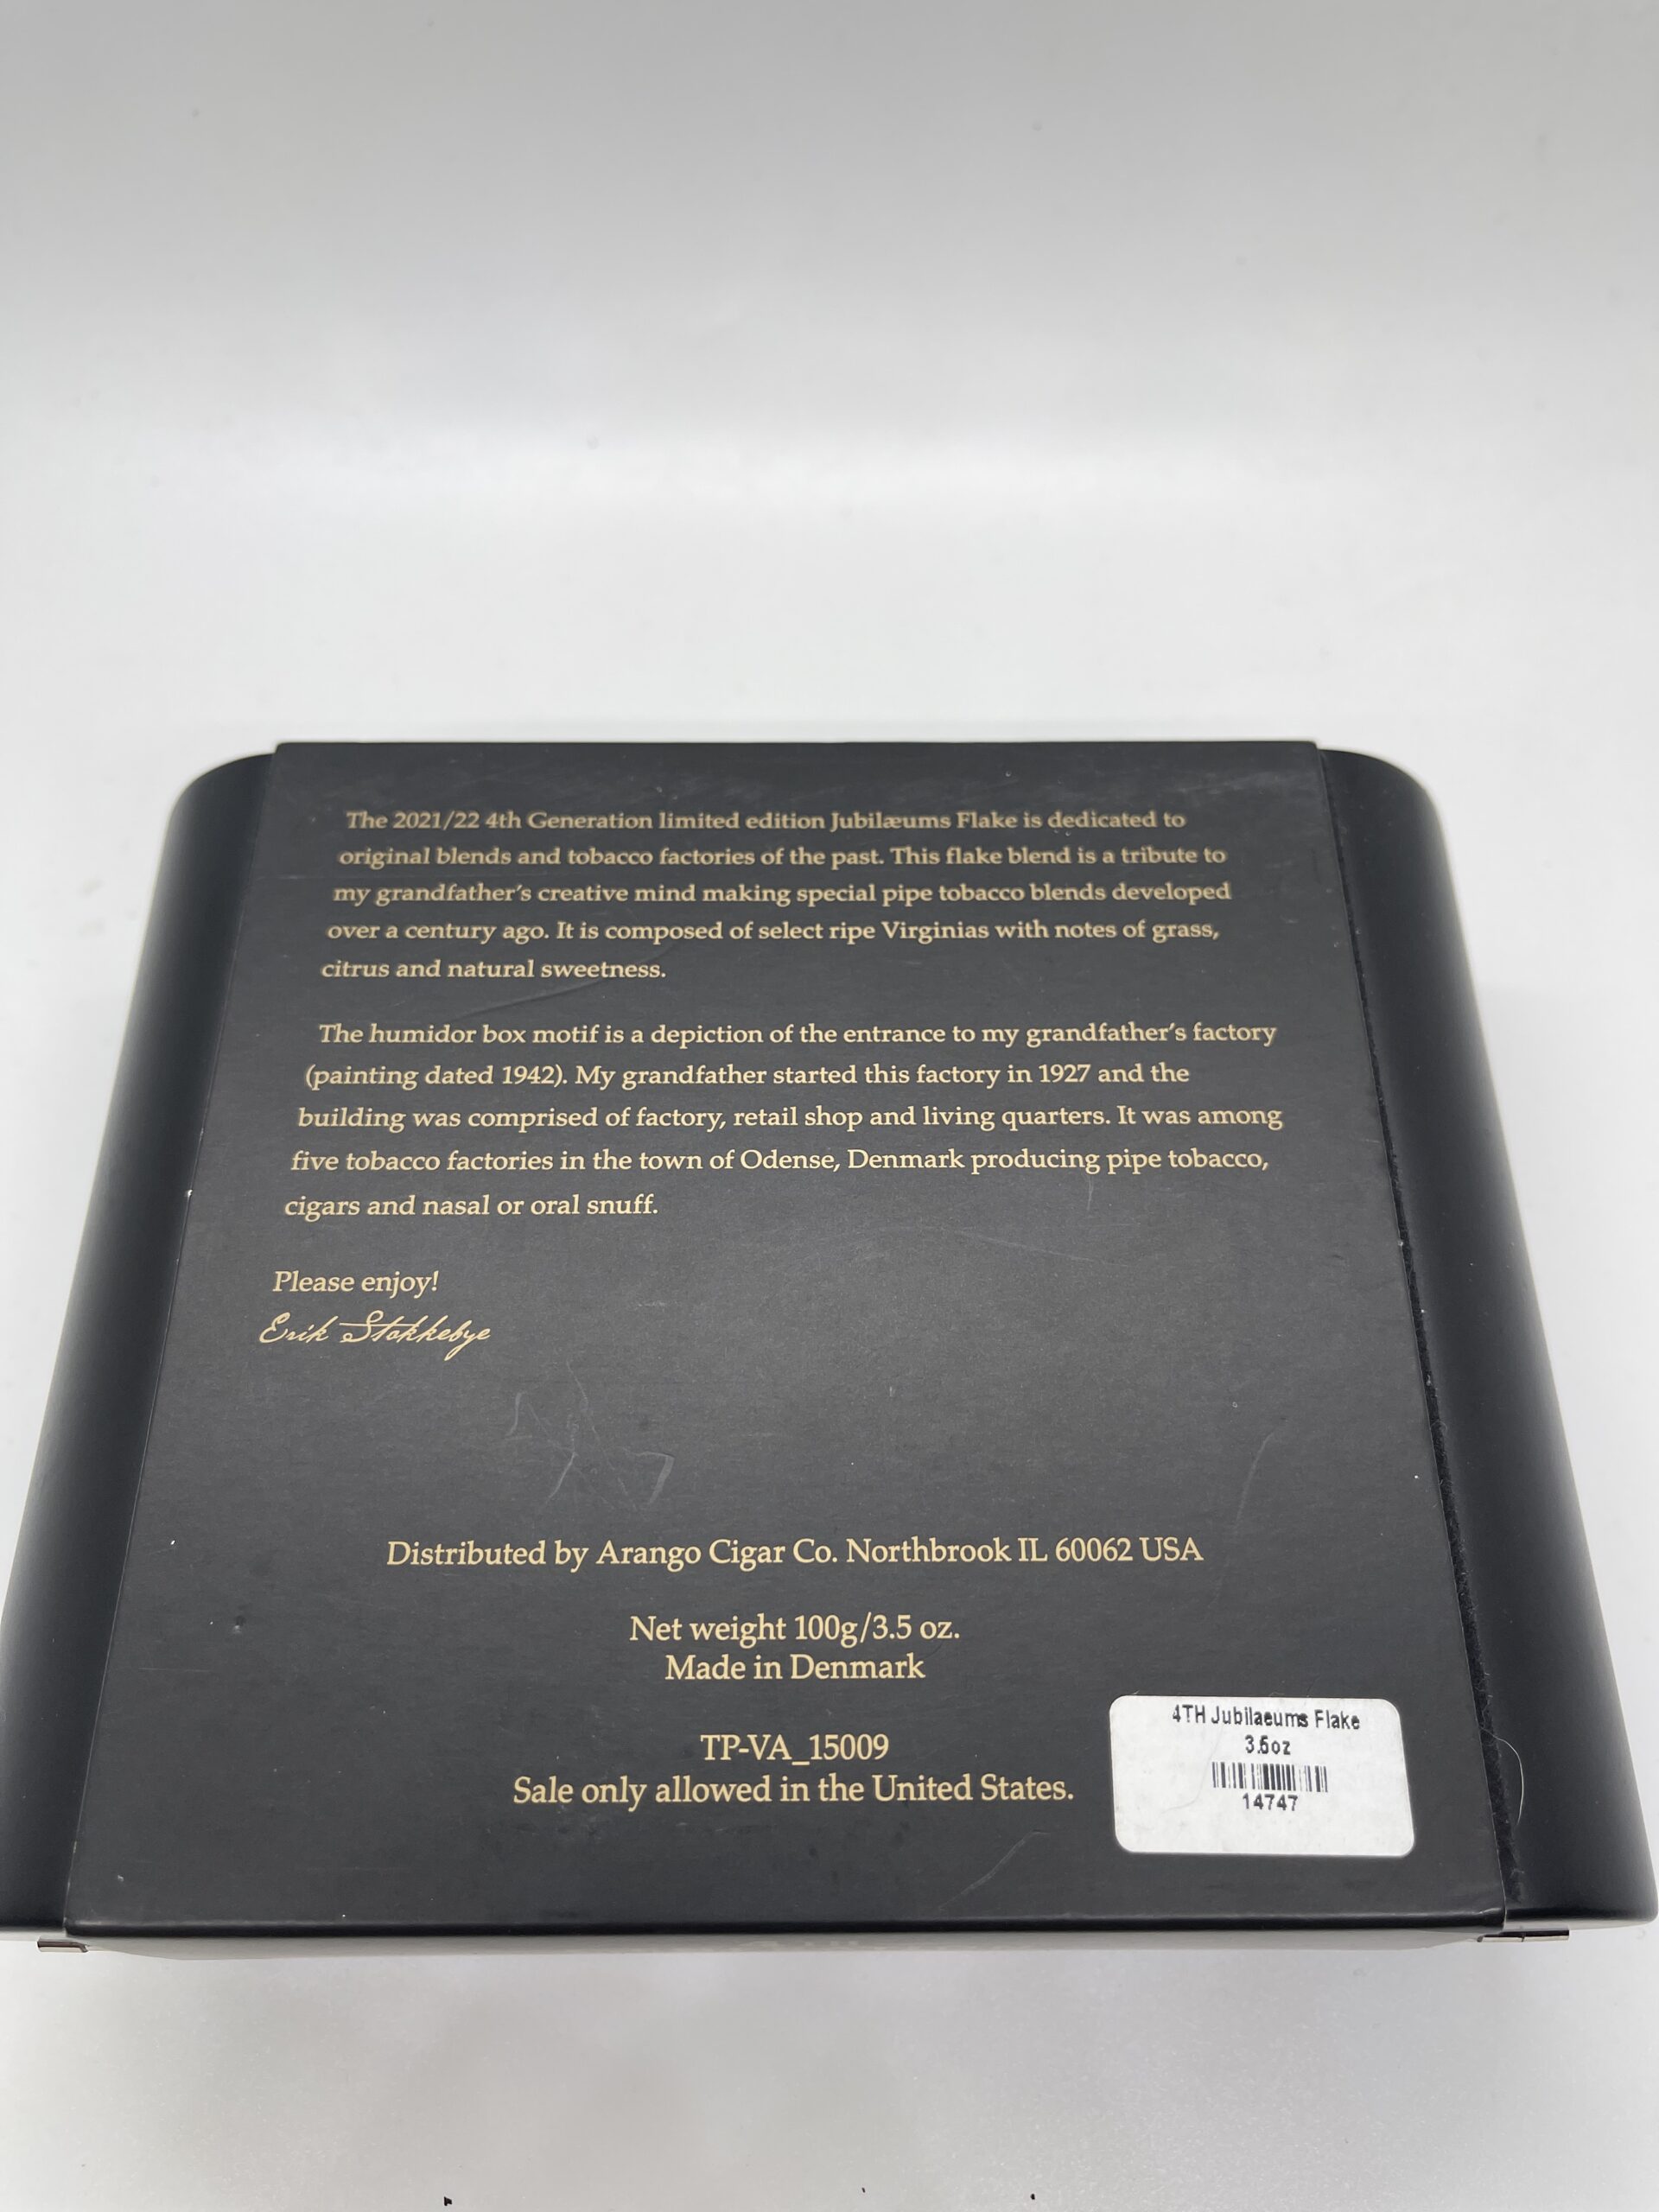 The 2021/22 4th Generation limited edition Jubilæums Flake is dedicated to
original blends and tobacco factories of the past. This flake blend is a tribute to
my grandfather's creative mind making special pipe tobacco blends developed
over a century ago. It is composed of select ripe Virginias with notes of grass,
citrus and natural sweetness.
The humidor box motif is a depiction of the entrance to my grandfather's factory
(painting dated 1942). My grandfather started this factory in 1927 and the
building was comprised of factory, retail shop and living quarters. It was among
five tobacco factories in the town of Odense, Denmark producing pipe tobacco,
cigars and nasal or oral snuff.
Please enjoy!
Erik Stokkebye
Distributed by Arango Cigar Co. Northbrook IL 60062 USA
Net weight 100g/3.5 oz.
Made in Denmark
TP-VA_15009
Sale only allowed in the United States.
4TH Jubilaeums Flake
3.5oz
14747